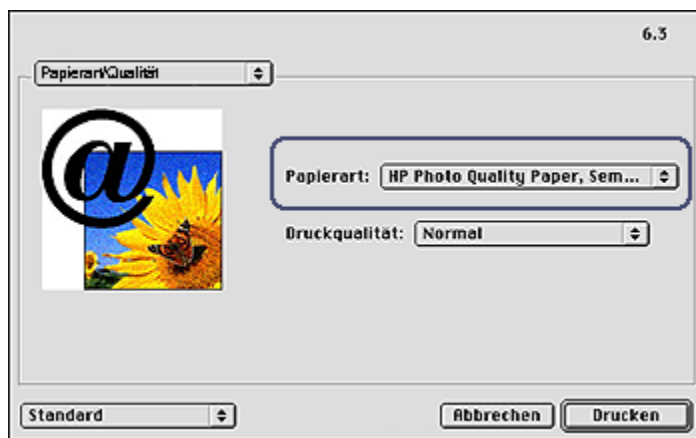 6.3
Papierart/Qualität
@
Papierart: HP Photo Quality Paper, Sem...
Druckqualität: Normal
Standard
Abbrechen Drucken